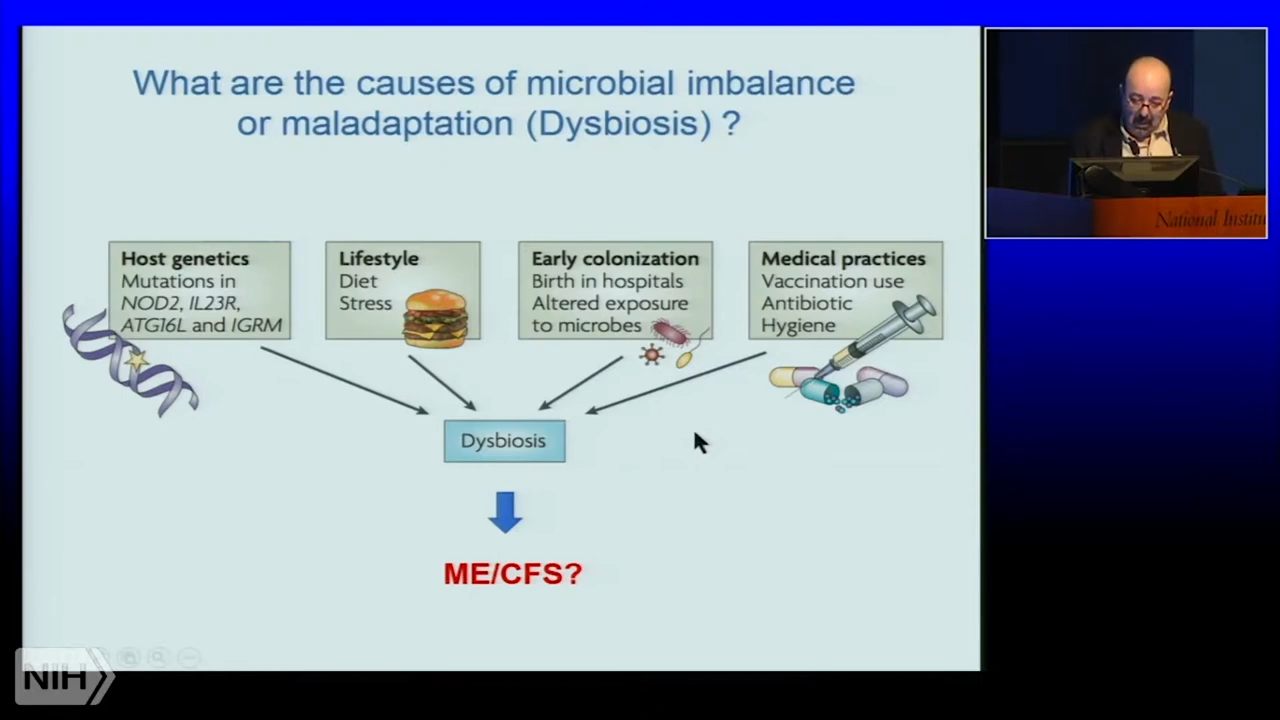 What are the causes of microbial imbalance
or maladaptation (Dysbiosis) ?
Host genetics
Mutations in
NOD2, IL23R,
ATG16L and IGRM
Lifestyle
Diet
Stress
Early colonization
Birth in hospitals
Altered exposure
to microbes
Medical practices
Vaccination use
Antibiotic
Hygiene
Dysbiosis
ME/CFS?
National Institu
NIH